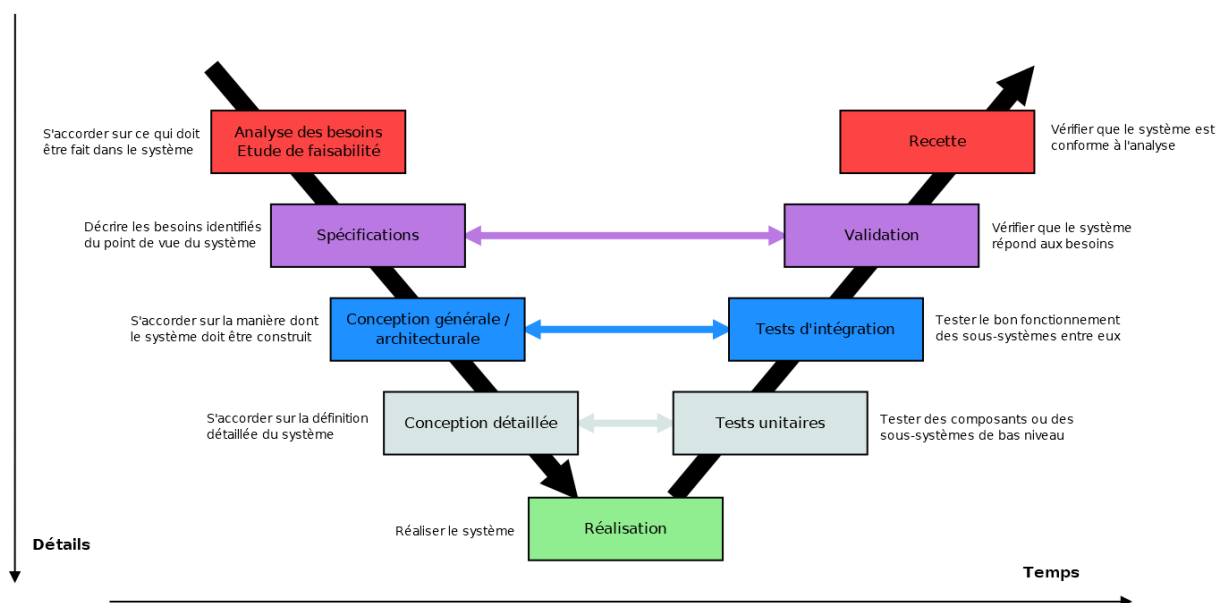 S'accorder sur ce qui doit
être fait dans le système
Analyse des besoins
Etude de faisabilité
Recette
Vérifier que le système est
conforme à l'analyse
Décrire les besoins identifiés
du point de vue du système
Spécifications
Validation
Vérifier que le système
répond aux besoins
S'accorder sur la manière dont
le système doit être construit
Conception générale /
architecturale
Tests d'intégration
Tester le bon fonctionnement
des sous-systèmes entre eux
S'accorder sur la définition
détaillée du système
Conception détaillée
Tests unitaires
Tester des composants ou des
sous-systèmes de bas niveau
Réaliser le système
Réalisation
Détails
Temps